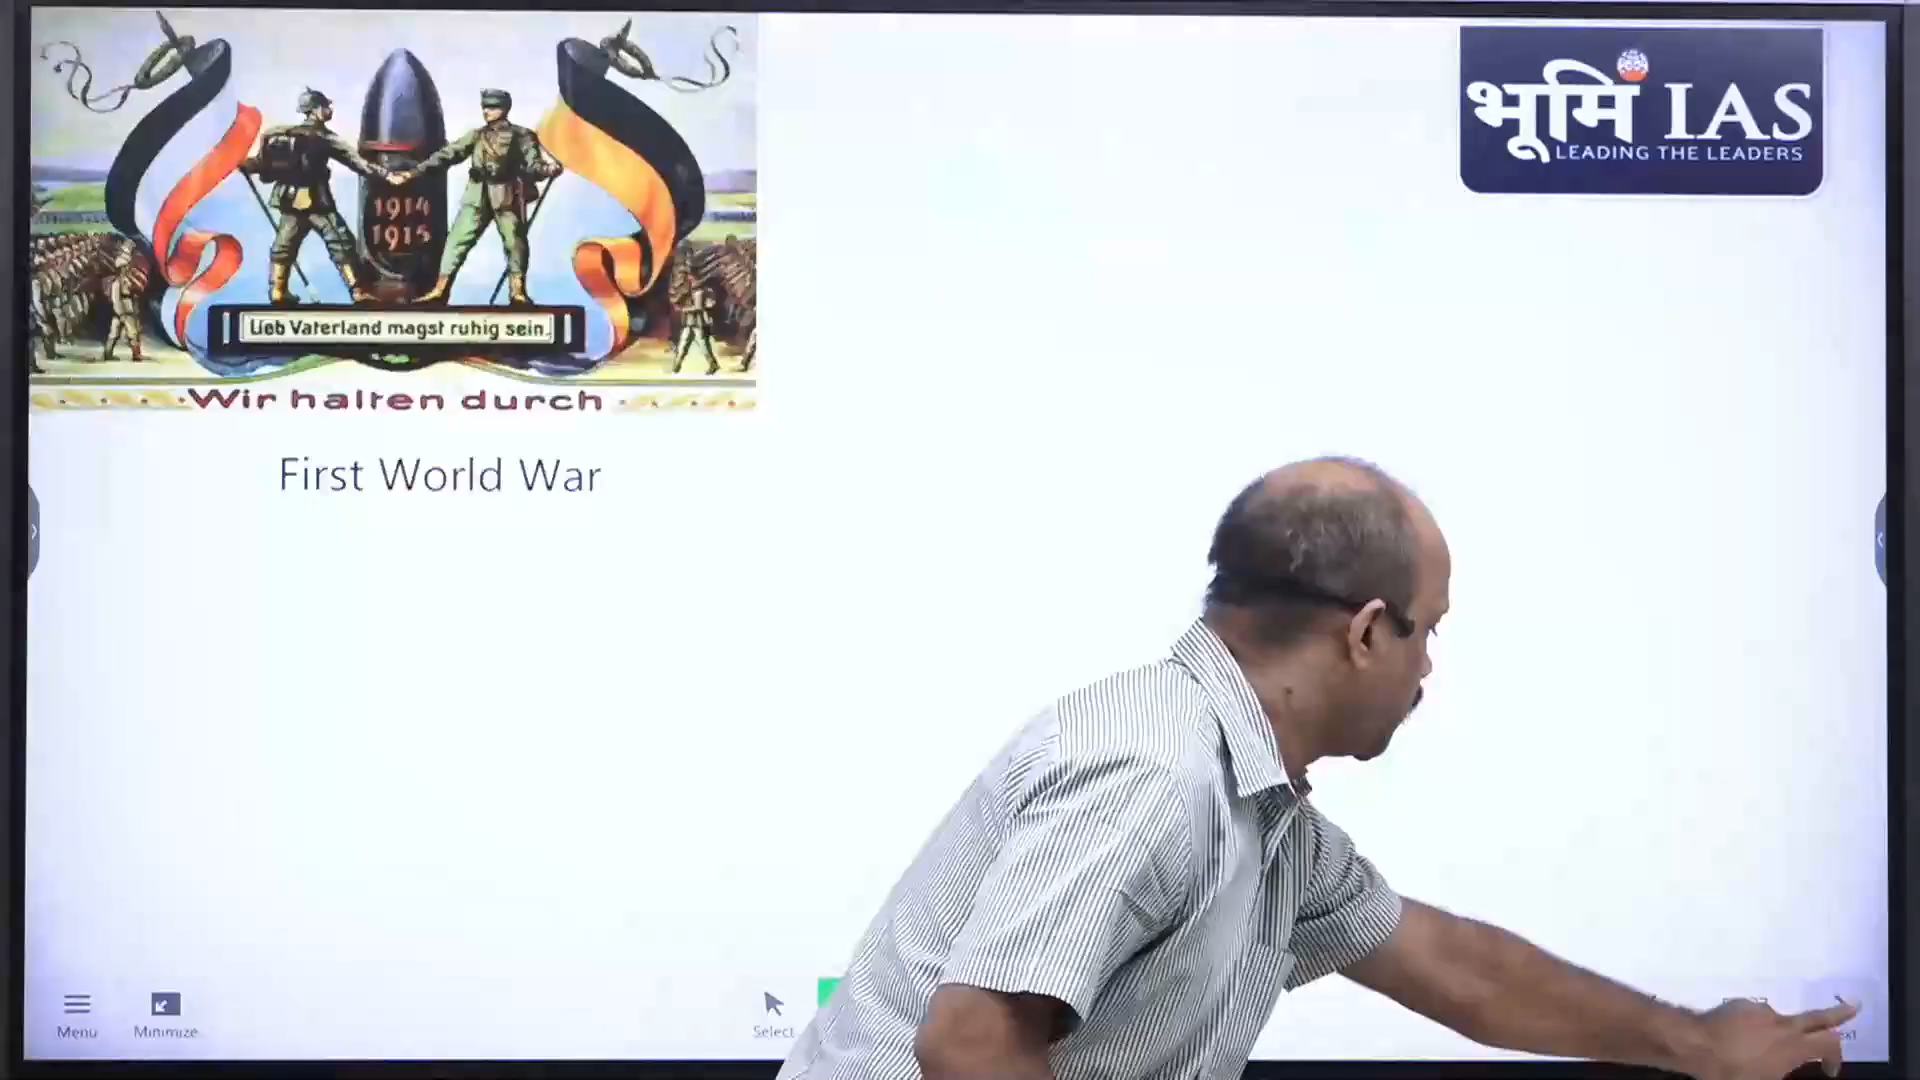 1914
1915
Lieb Vaterland magst ruhig sein.
Wir halten durch
First World War
भूमि IAS
LEADING THE LEADERS
Menu
Minimize
Select